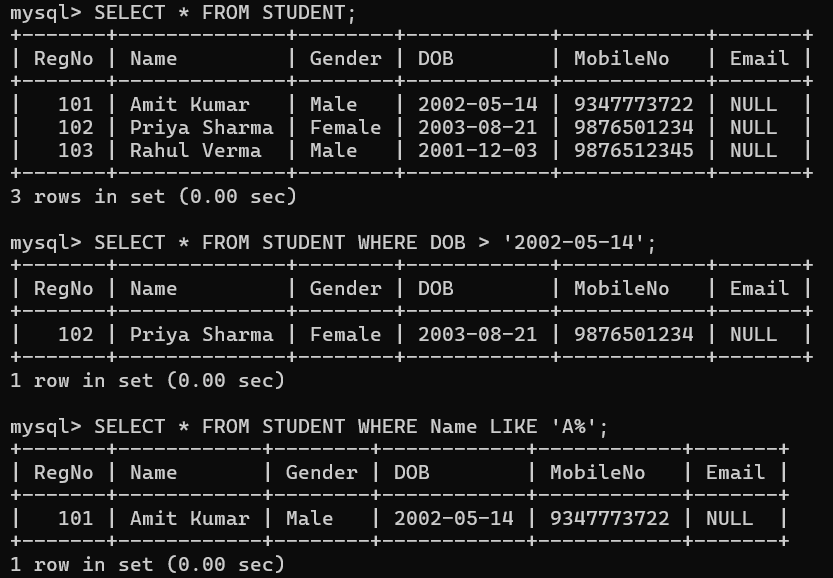 mysql> SELECT * FROM STUDENT;
+-------+--------------+--------+------------+------------+-------+
| RegNo | Name         | Gender | DOB        | MobileNo   | Email |
+-------+--------------+--------+------------+------------+-------+
|   101 | Amit Kumar   | Male   | 2002-05-14 | 9347773722 | NULL  |
|   102 | Priya Sharma | Female | 2003-08-21 | 9876501234 | NULL  |
|   103 | Rahul Verma  | Male   | 2001-12-03 | 9876512345 | NULL  |
+-------+--------------+--------+------------+------------+-------+
3 rows in set (0.00 sec)

mysql> SELECT * FROM STUDENT WHERE DOB > '2002-05-14';
+-------+--------------+--------+------------+------------+-------+
| RegNo | Name         | Gender | DOB        | MobileNo   | Email |
+-------+--------------+--------+------------+------------+-------+
|   102 | Priya Sharma | Female | 2003-08-21 | 9876501234 | NULL  |
+-------+--------------+--------+------------+------------+-------+
1 row in set (0.00 sec)

mysql> SELECT * FROM STUDENT WHERE Name LIKE 'A%';
+-------+------------+--------+------------+------------+-------+
| RegNo | Name       | Gender | DOB        | MobileNo   | Email |
+-------+------------+--------+------------+------------+-------+
|   101 | Amit Kumar | Male   | 2002-05-14 | 9347773722 | NULL  |
+-------+------------+--------+------------+------------+-------+
1 row in set (0.00 sec)